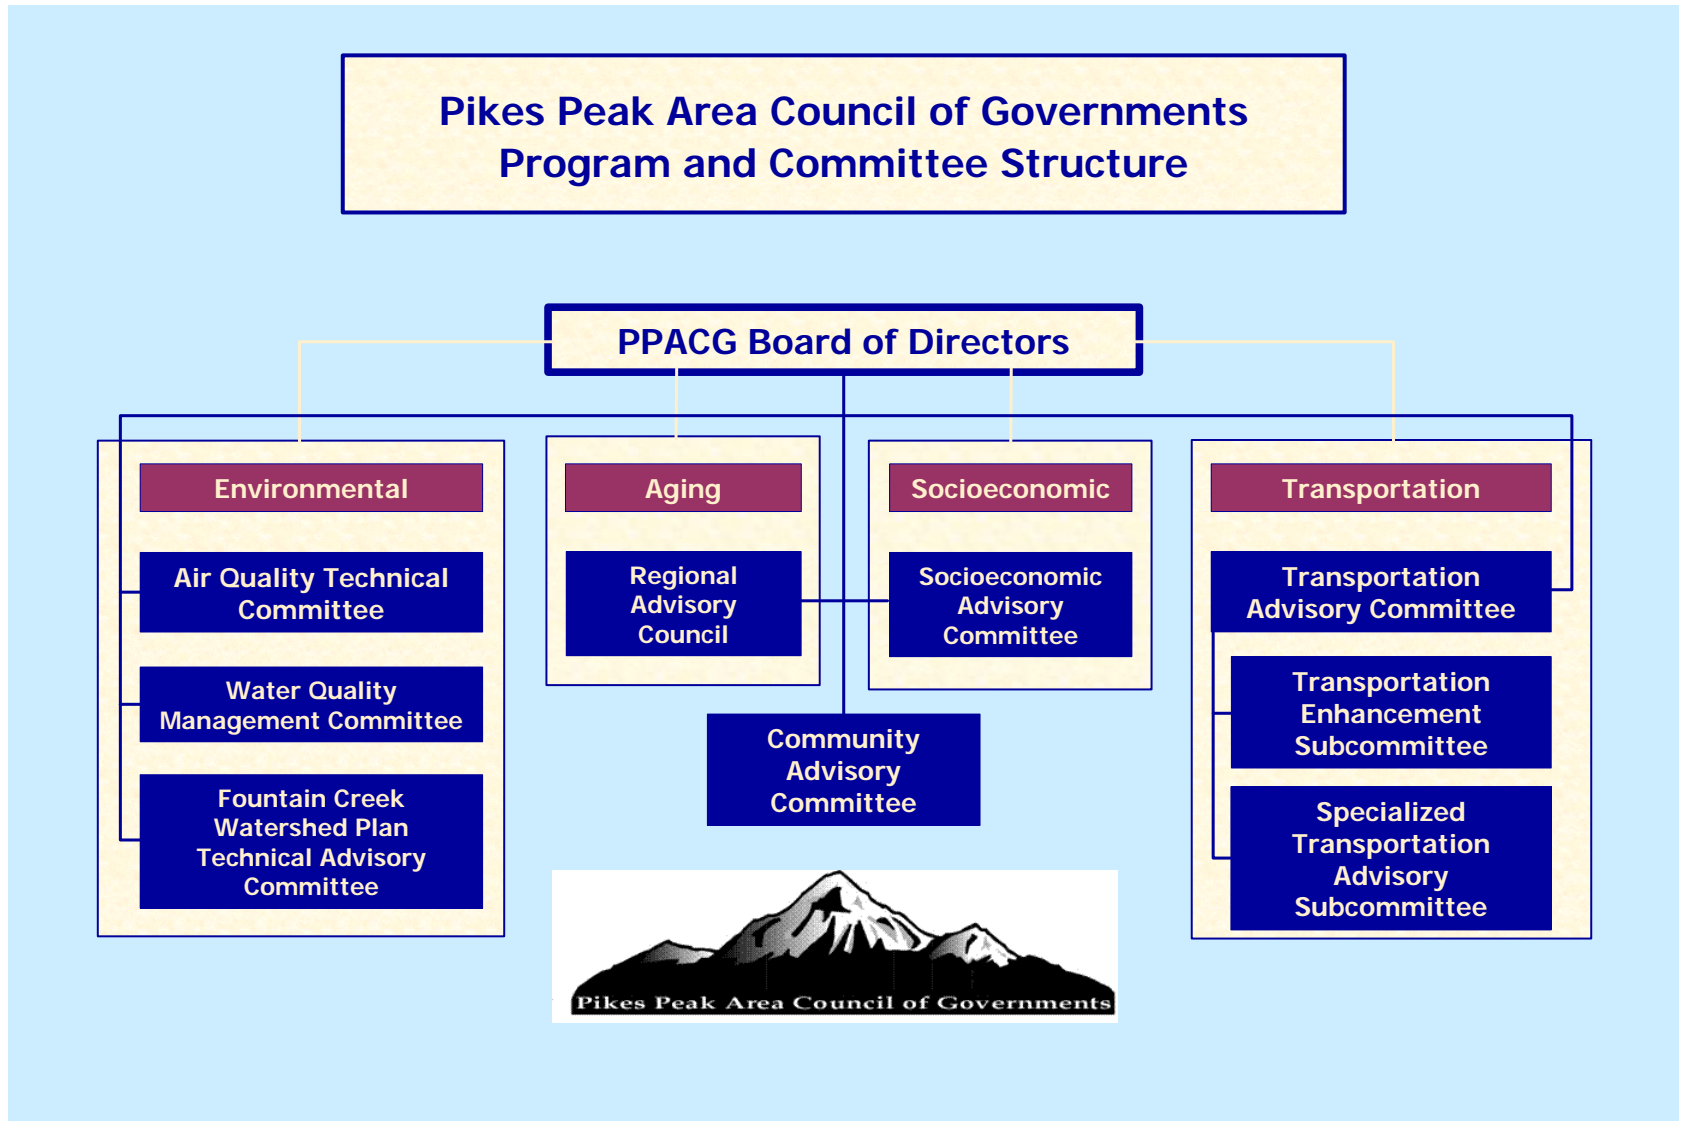 Pikes Peak Area Council of Governments
Program and Committee Structure
PPACG Board of Directors
Environmental
Air Quality Technical
Committee
Water Quality
Management Committee
Fountain Creek
Watershed Plan
Technical Advisory
Committee
Aging
Regional
Advisory
Council
Socioeconomic
Socioeconomic
Advisory
Committee
Community
Advisory
Committee
Transportation
Transportation
Advisory Committee
Transportation
Enhancement
Subcommittee
Specialized
Transportation
Advisory
Subcommittee
Pikes Peak Area Council of Governments